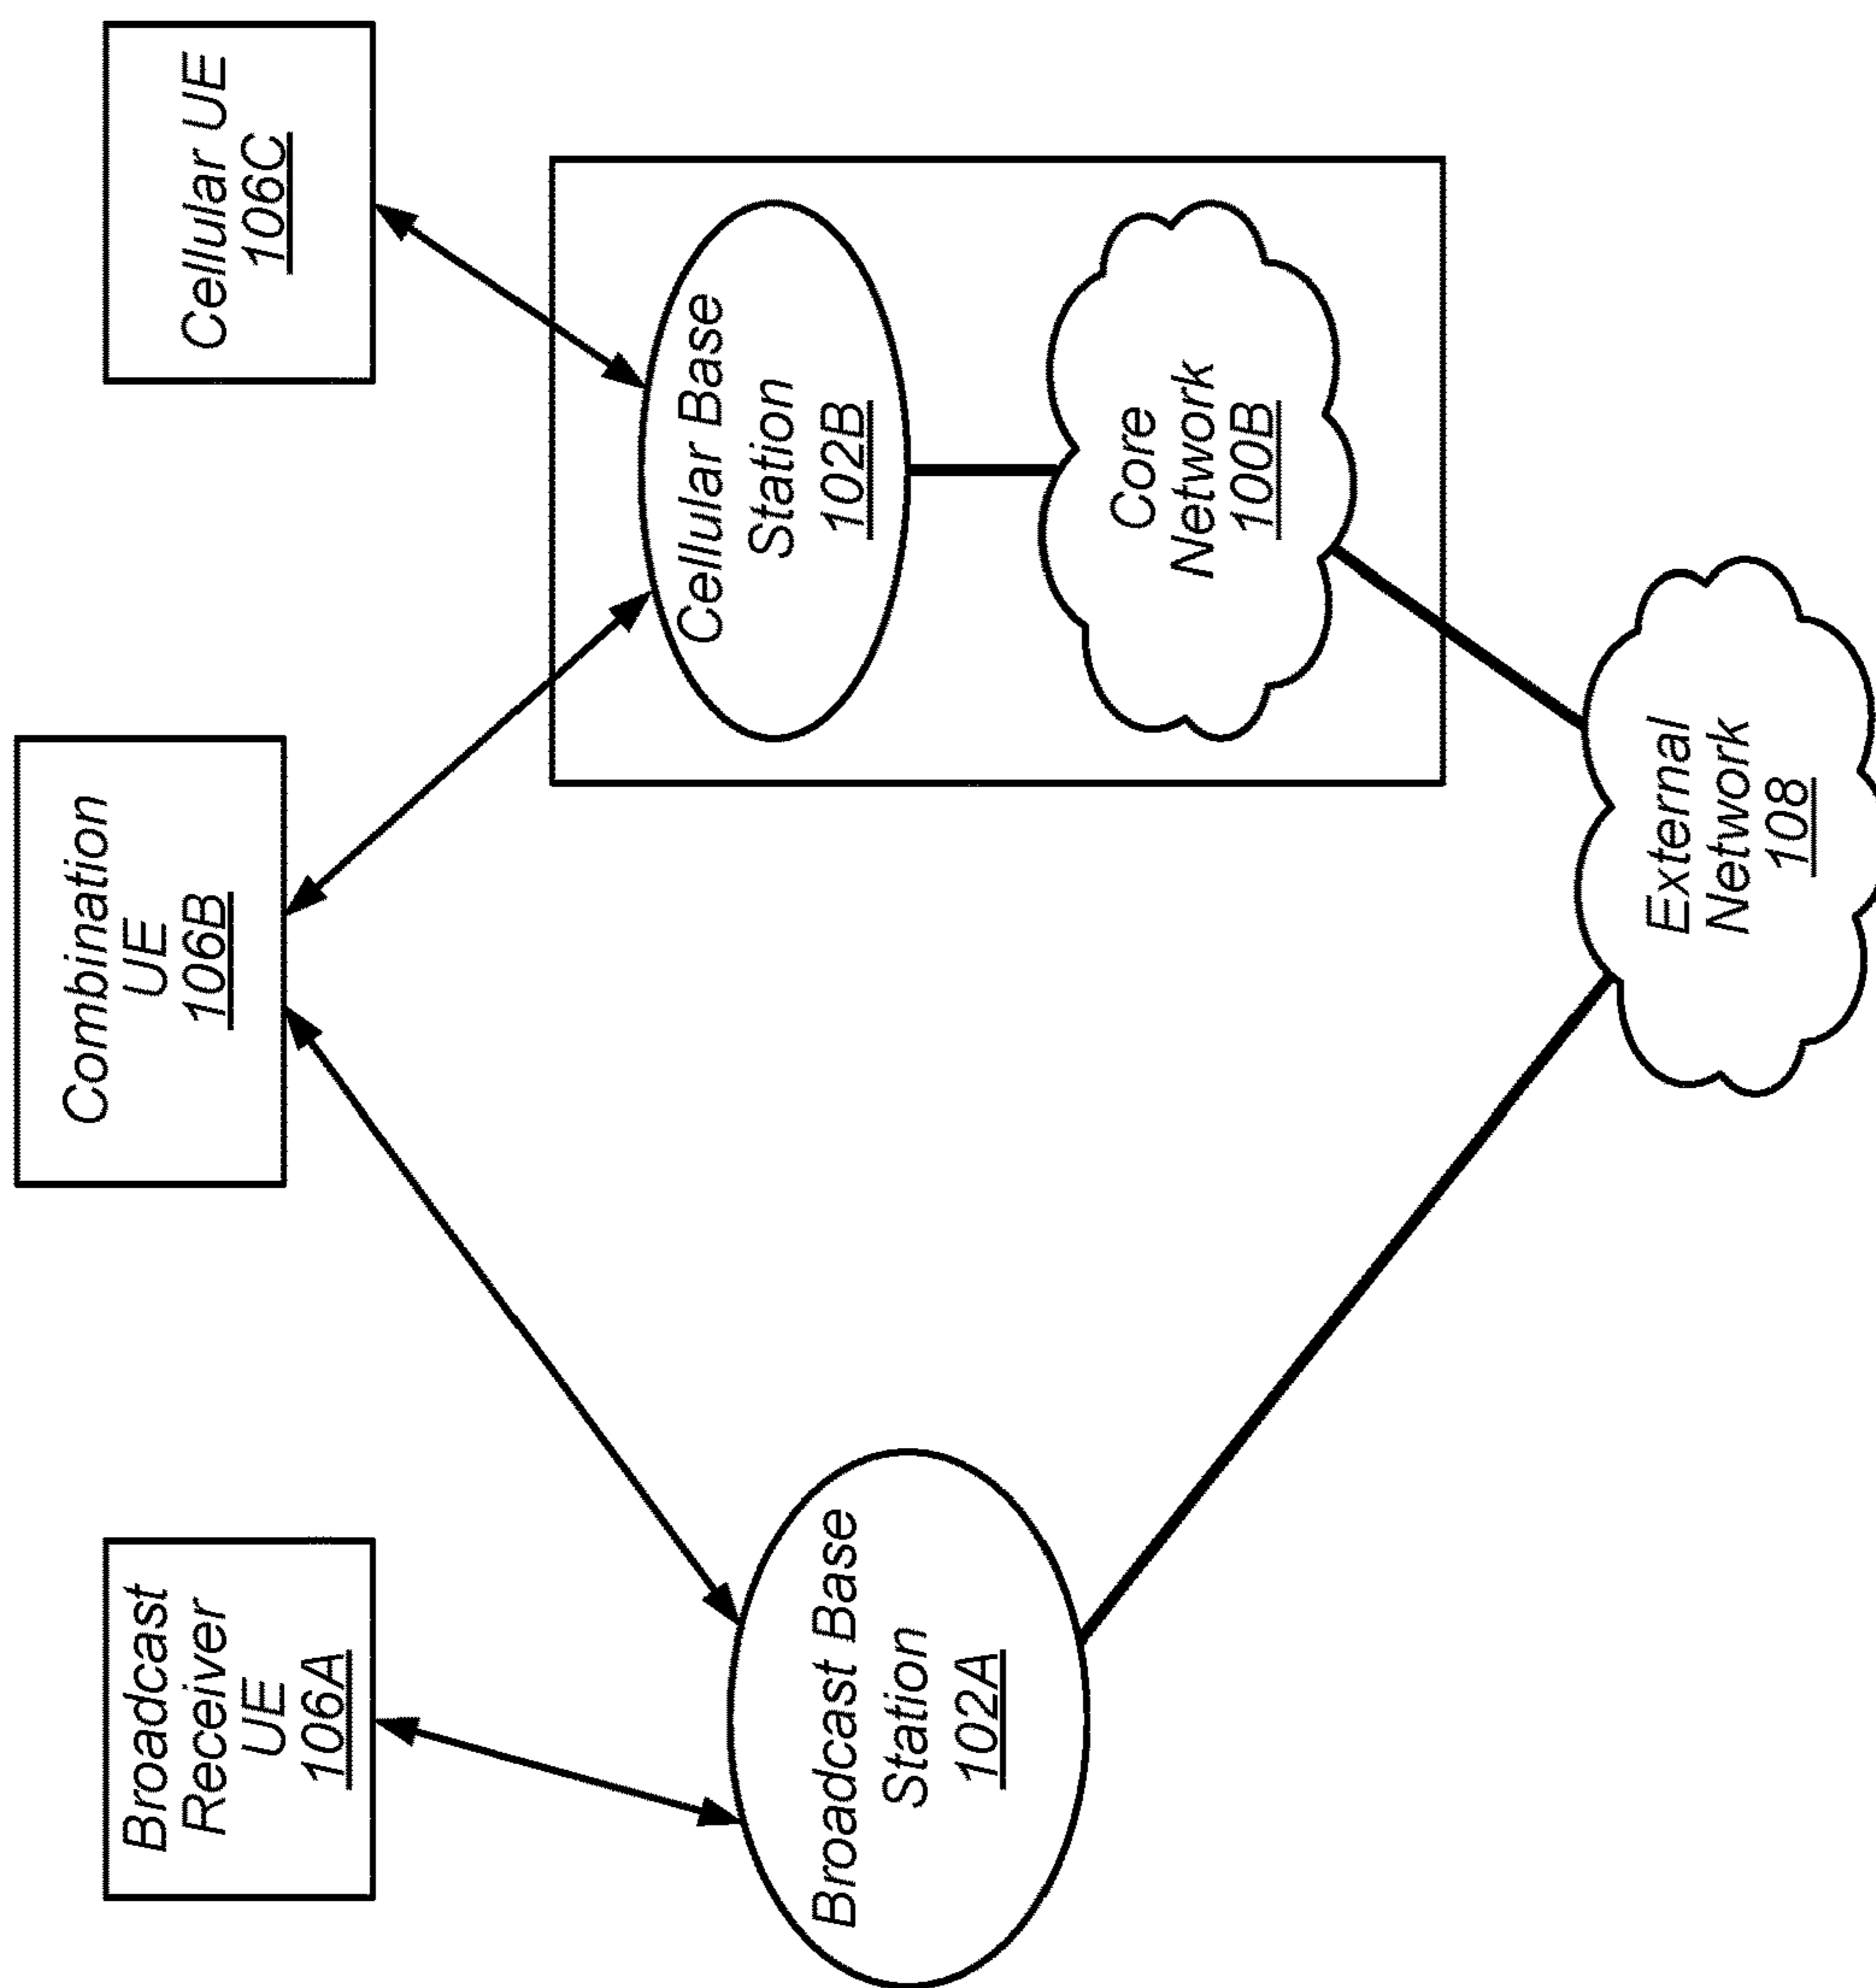 Broadcast
Receiver
UE
106A
Combination
UE
106B
Cellular UE
106C
Broadcast Base
Station
102A
Cellular Base
Station
102B
Core
Network
100B
External
Network
108